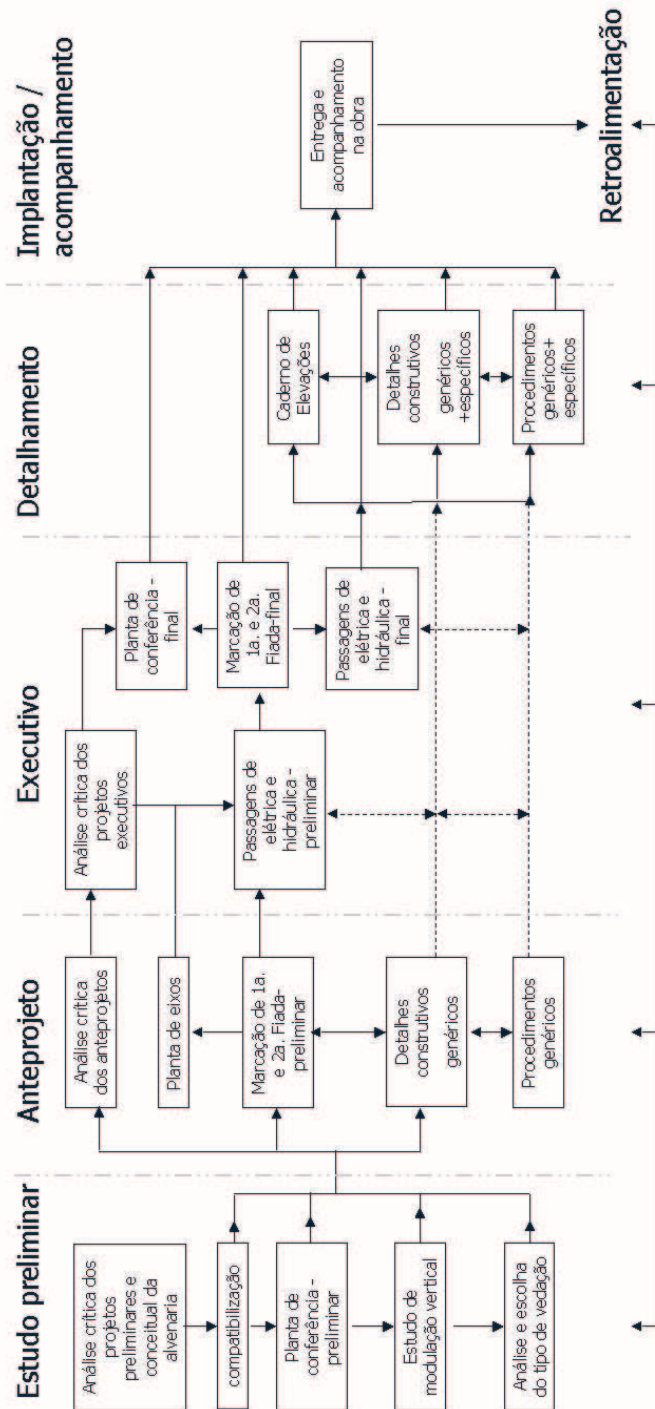 Estudo preliminar
Análise crítica dos
projetos
preliminares e
conceitual da
alvenaria
compatibilização
Planta de
conferência -
preliminar
Estudo de
modulação vertical
Análise e escolha
do tipo de vedação
Anteprojeto
Análise crítica
dos anteprojetos
Planta de eixos
Marcação de 1a.
e 2a. Fiada-
preliminar
Detalhes
construtivos
genéricos
Procedimentos
genéricos
Executivo
Análise crítica dos
projetos
executivos
Passagens de
elétrica e
hidráulica –
preliminar
Planta de
conferência –
final
Marcação de
1a. e 2a.
Fiada-final
Passagens de
elétrica e
hidráulica –
final
Detalhamento
Caderno de
Elevações
Detalhes
construtivos
genéricos
+específicos
Procedimentos
genéricos+
específicos
Implantação /
acompanhamento
Entrega e
acompanhamento
na obra
Retroalimentação